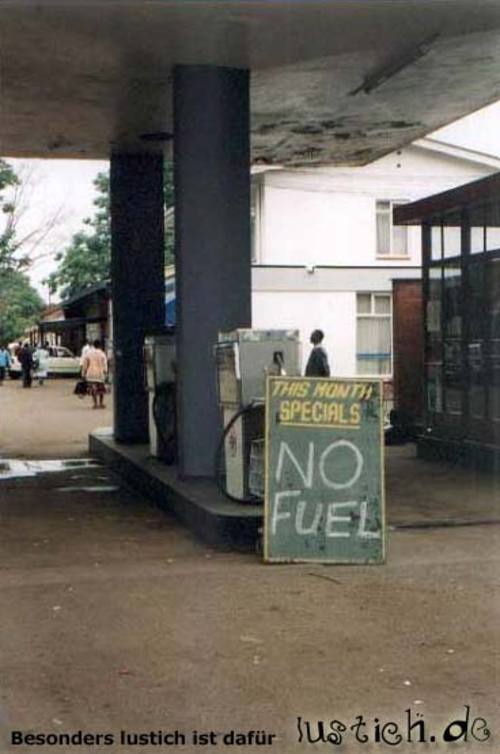 THIS MONTH
SPECIALS
NO
FUEL
Besonders lustich ist dafür lustich.de